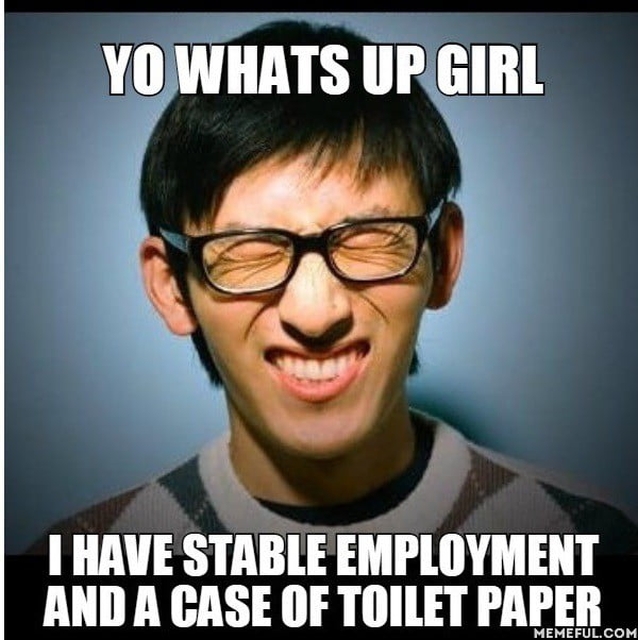 YO WHATS UP GIRL
I HAVE STABLE EMPLOYMENT
AND A CASE OF TOILET PAPER
MEMEFUL.COM